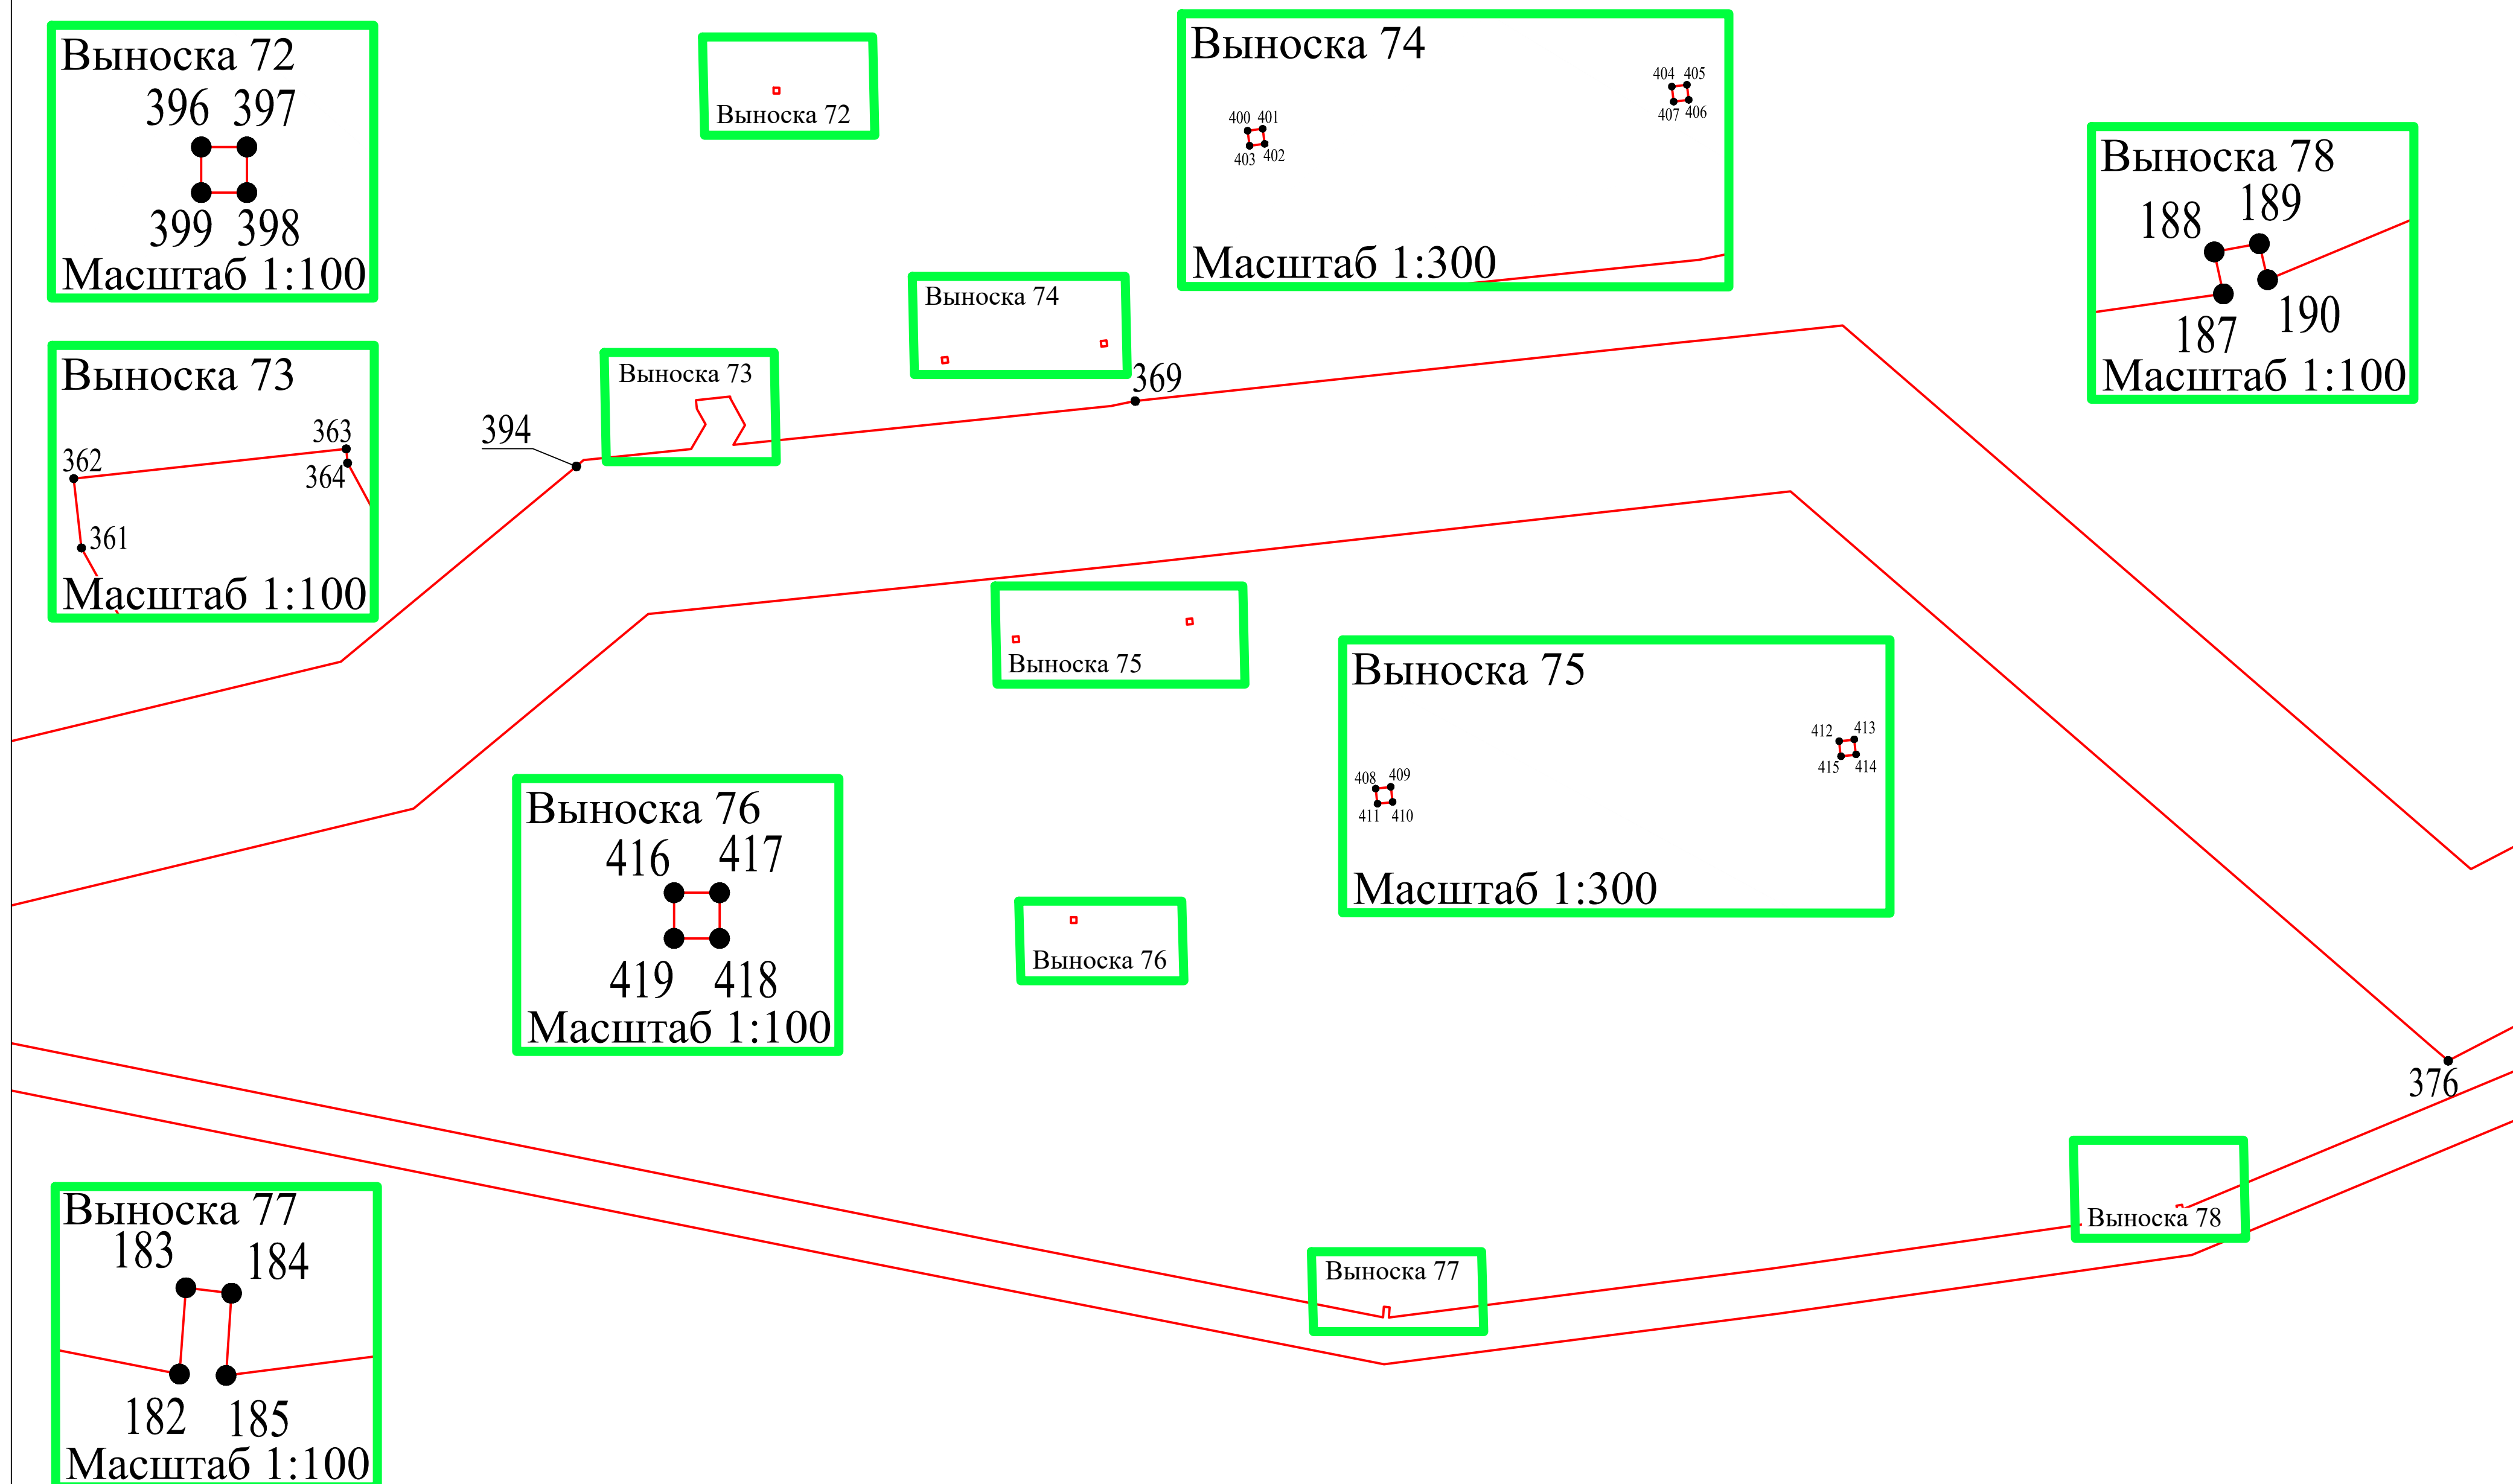 Выноска 72
396 397
399 398
Масштаб 1:100
Выноска 72
Выноска 74
404 405
407 406
400 401
403 402
Масштаб 1:300
Выноска 78
188 189
187 190
Масштаб 1:100
Выноска 73
363
362
364
361
Масштаб 1:100
394
Выноска 73
Выноска 74
369
Выноска 75
Выноска 75
412 413
415 414
408 409
411 410
Масштаб 1:300
Выноска 76
416 417
419 418
Масштаб 1:100
Выноска 76
376
Выноска 77
183 184
182 185
Масштаб 1:100
Выноска 77
Выноска 78